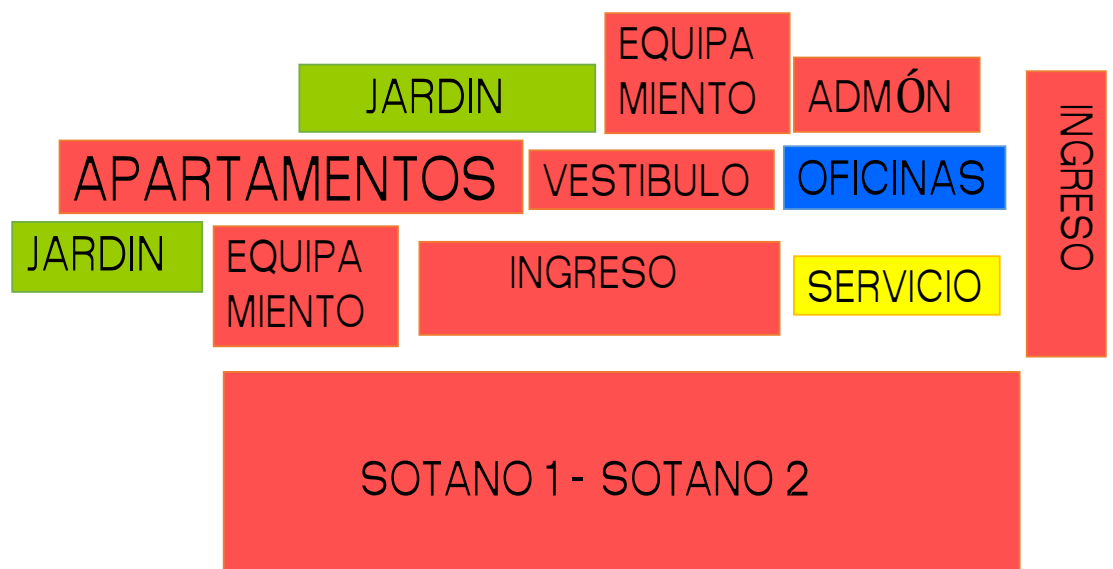 JARDIN
EQUIPA
MIENTO
ADMÓN
INGRESO
APARTAMENTOS
VESTIBULO
OFICINAS
JARDIN
EQUIPA
MIENTO
INGRESO
SERVICIO
SOTANO 1 - SOTANO 2